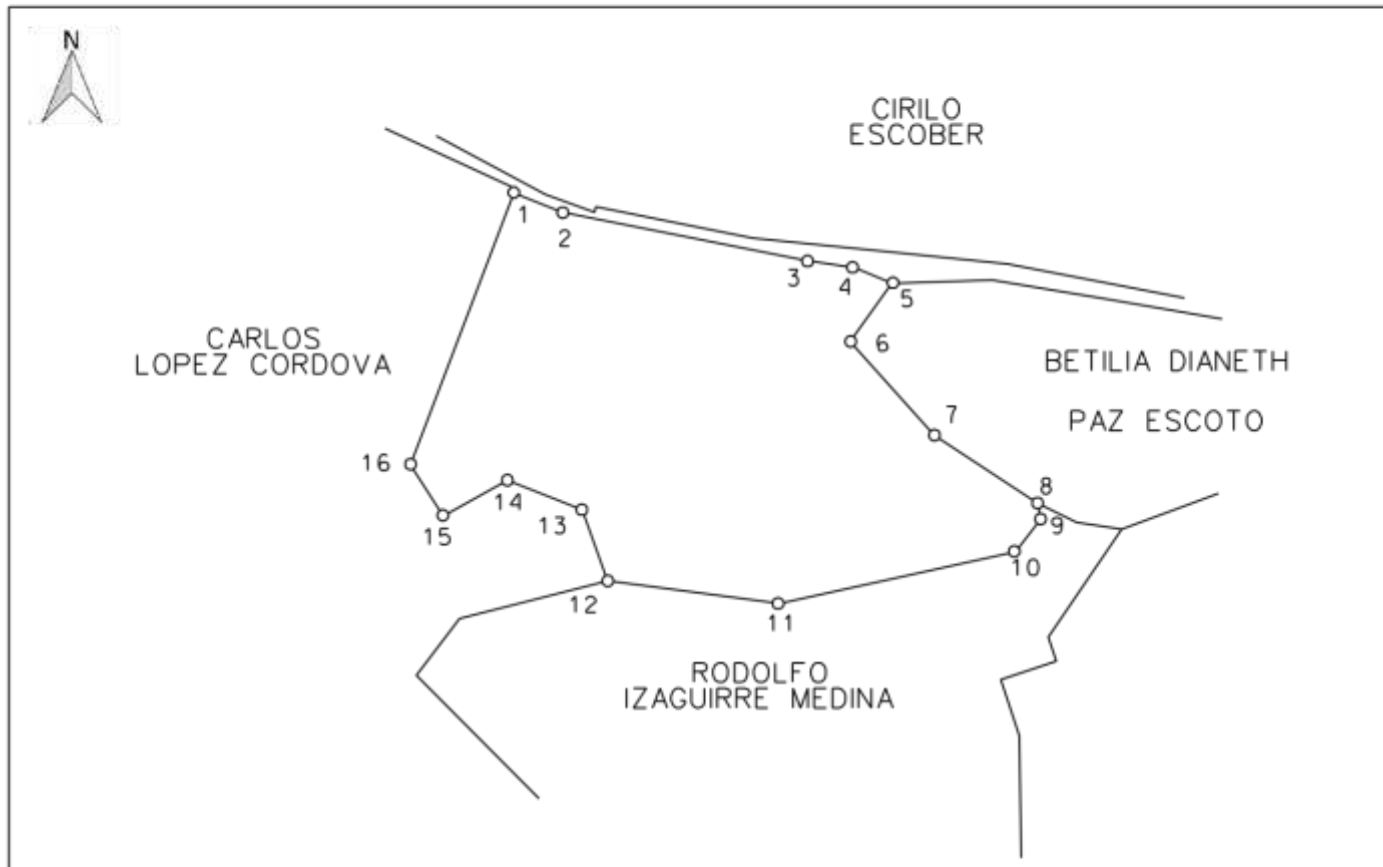 N
CIRILO
ESCOBER
1
2
3
4
5
CARLOS
LOPEZ CORDOVA
6
BETILIA DIANETH
PAZ ESCOTO
7
16
14
8
15
13
9
10
12
11
RODOLFO
IZAGUIRRE MEDINA